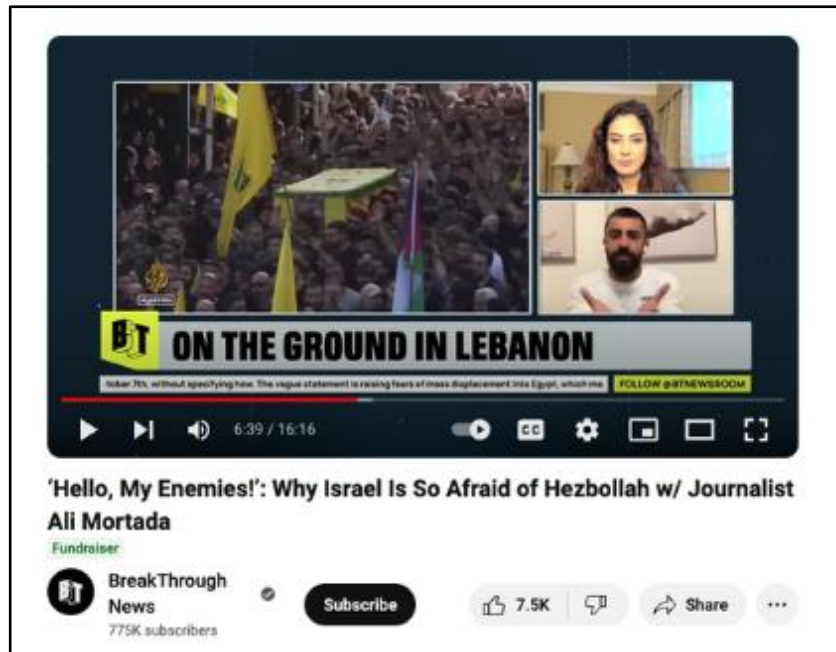 BT
ON THE GROUND IN LEBANON
tober 7th, without specifying how. The vague statement is raising fears of mass displacement into Egypt, which me
FOLLOW @BTNEWSROOM
6:39 / 16:16
CC
'Hello, My Enemies!': Why Israel Is So Afraid of Hezbollah w/ Journalist
Ali Mortada
Fundraiser
BT
BreakThrough
News
775K subscribers
Subscribe
7.5K
Share